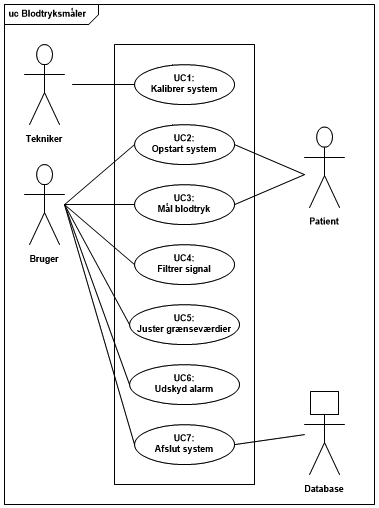 uc Blodtryksmåler
Tekniker
UC1:
Kalibrer system
UC2:
Opstart system
Bruger
UC3:
Mål blodtryk
Patient
UC4:
Filtrer signal
UC5:
Juster grænseværdier
UC6:
Udskyd alarm
UC7:
Afslut system
Database